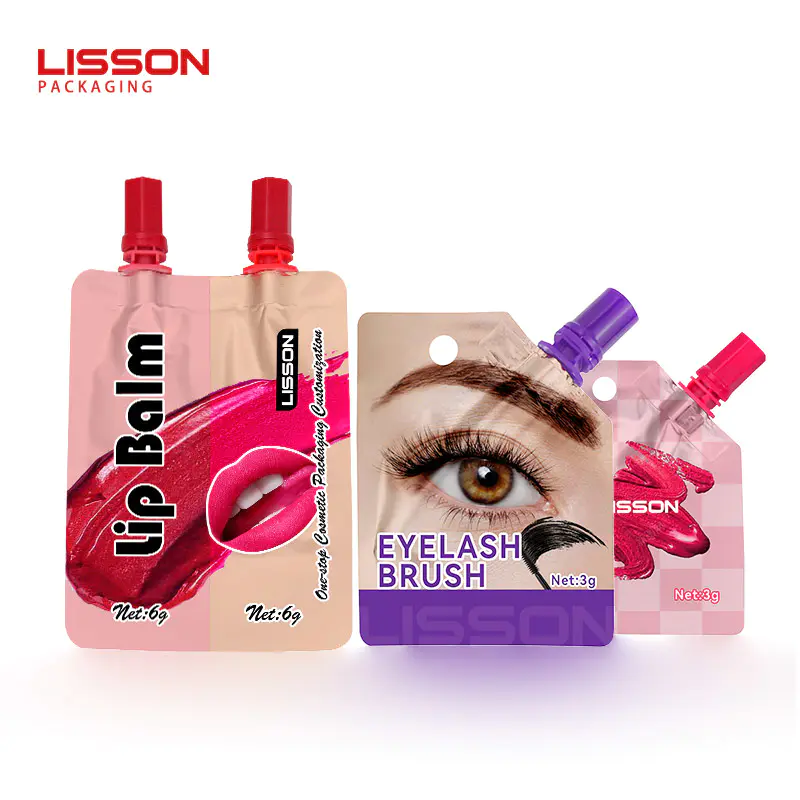 LISSON
PACKAGING
Lip Balm
LISSON
One-stop Cosmetic Packaging Customization
Net:6g
Net:6g
EYELASH
BRUSH
Net:3g
LISSON
LISSON
Net:3g